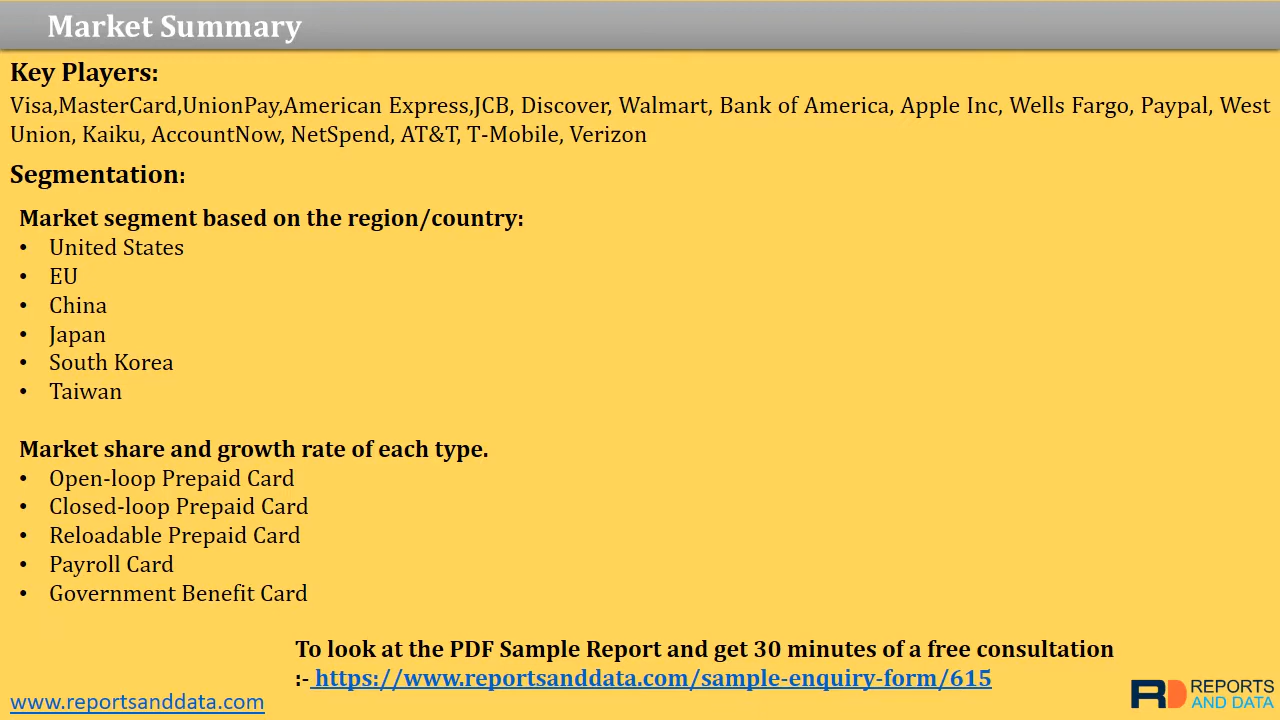 Market Summary
Key Players:
Visa,MasterCard,UnionPay,American Express,JCB, Discover, Walmart, Bank of America, Apple Inc, Wells Fargo, Paypal, West
Union, Kaiku, AccountNow, NetSpend, AT&T, T-Mobile, Verizon
Segmentation:
Market segment based on the region/country:
• United States
• EU
• China
• Japan
• South Korea
• Taiwan
Market share and growth rate of each type.
• Open-loop Prepaid Card
• Closed-loop Prepaid Card
• Reloadable Prepaid Card
• Payroll Card
• Government Benefit Card
To look at the PDF Sample Report and get 30 minutes of a free consultation
:- https://www.reportsanddata.com/sample-enquiry-form/615
www.reportsanddata.com
RD REPORTS
AND DATA